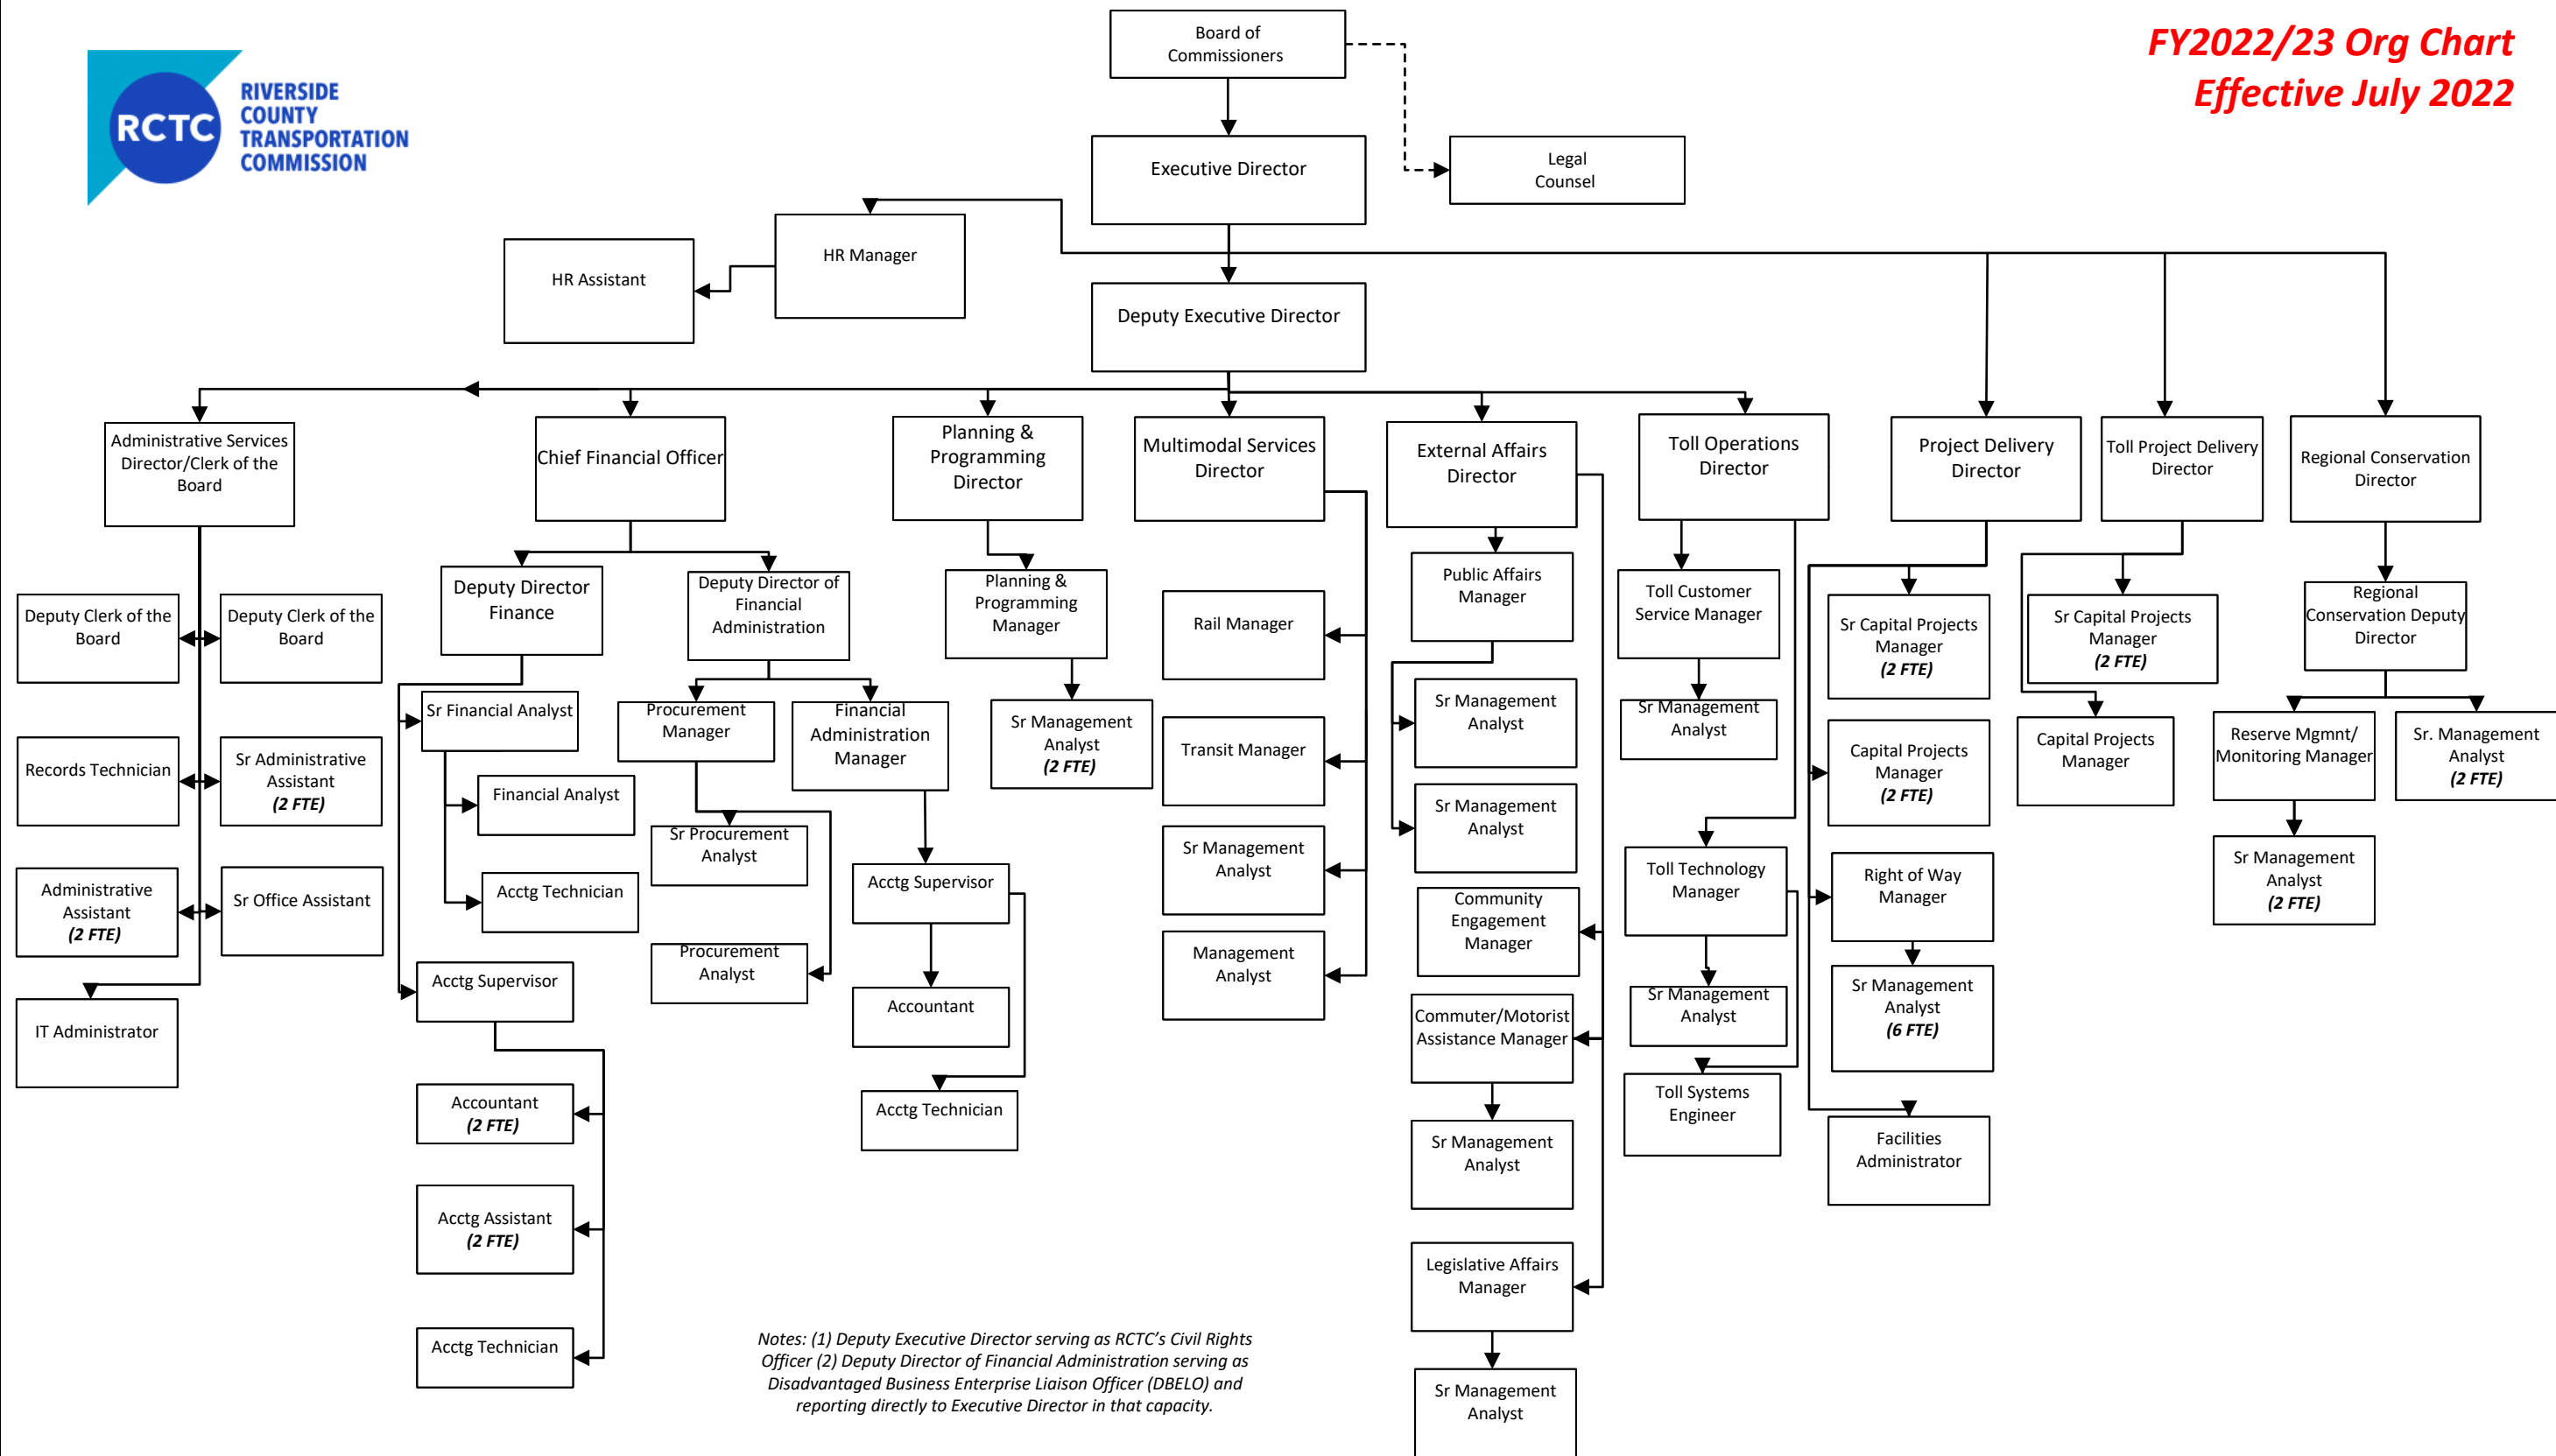 FY2022/23 Org Chart
Effective July 2022
RCTC
RIVERSIDE
COUNTY
TRANSPORTATION
COMMISSION
Board of
Commissioners
Executive Director
Legal
Counsel
HR Manager
HR Assistant
Deputy Executive Director
Administrative Services
Director/Clerk of the
Board
Deputy Clerk of the
Board
Deputy Clerk of the
Board
Records Technician
Sr Administrative
Assistant
(2 FTE)
Administrative
Assistant
(2 FTE)
Sr Office Assistant
IT Administrator
Chief Financial Officer
Deputy Director
Finance
Sr Financial Analyst
Financial Analyst
Acctg Technician
Acctg Supervisor
Accountant
(2 FTE)
Acctg Assistant
(2 FTE)
Acctg Technician
Deputy Director of
Financial
Administration
Procurement
Manager
Sr Procurement
Analyst
Procurement
Analyst
Financial
Administration
Manager
Acctg Supervisor
Accountant
Acctg Technician
Planning &
Programming
Director
Planning &
Programming
Manager
Sr Management
Analyst
(2 FTE)
Multimodal Services
Director
Rail Manager
Transit Manager
Sr Management
Analyst
Management
Analyst
External Affairs
Director
Public Affairs
Manager
Sr Management
Analyst
Sr Management
Analyst
Community
Engagement
Manager
Commuter/Motorist
Assistance Manager
Sr Management
Analyst
Legislative Affairs
Manager
Sr Management
Analyst
Toll Operations
Director
Toll Customer
Service Manager
Sr Management
Analyst
Toll Technology
Manager
Sr Management
Analyst
Toll Systems
Engineer
Project Delivery
Director
Sr Capital Projects
Manager
(2 FTE)
Capital Projects
Manager
(2 FTE)
Right of Way
Manager
Sr Management
Analyst
(6 FTE)
Facilities
Administrator
Toll Project Delivery
Director
Sr Capital Projects
Manager
(2 FTE)
Capital Projects
Manager
Regional Conservation
Director
Regional
Conservation Deputy
Director
Reserve Mgmnt/
Monitoring Manager
Sr Management
Analyst
(2 FTE)
Sr. Management
Analyst
(2 FTE)
Notes: (1) Deputy Executive Director serving as RCTC’s Civil Rights
Officer (2) Deputy Director of Financial Administration serving as
Disadvantaged Business Enterprise Liaison Officer (DBELO) and
reporting directly to Executive Director in that capacity.